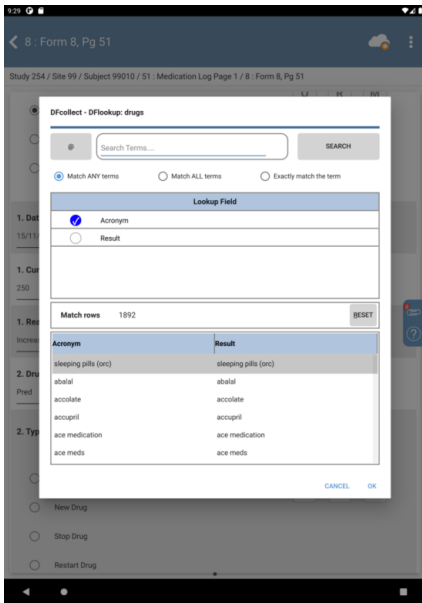 9:29
8 : Form 8, Pg 51
Study 254 / Site 99 / Subject 99010 / 51 : Medication Log Page 1 / 8 : Form 8, Pg 51
DFcollect - DFlookup: drugs
@ Search Terms.... SEARCH
Match ANY terms Match ALL terms Exactly match the term
Lookup Field
Acronym
Result
1. Dat
15/11/
1. Cur
250
Match rows 1892 RESET
1. Rea
Increas
Acronym Result
sleeping pills (orc) sleeping pills (orc)
2. Dru
abalal abalal
Pred
accolate accolate
accupril accupril
2. Typ
ace medication ace medication
ace meds ace meds
CANCEL OK
New Drug
Stop Drug
Restart Drug